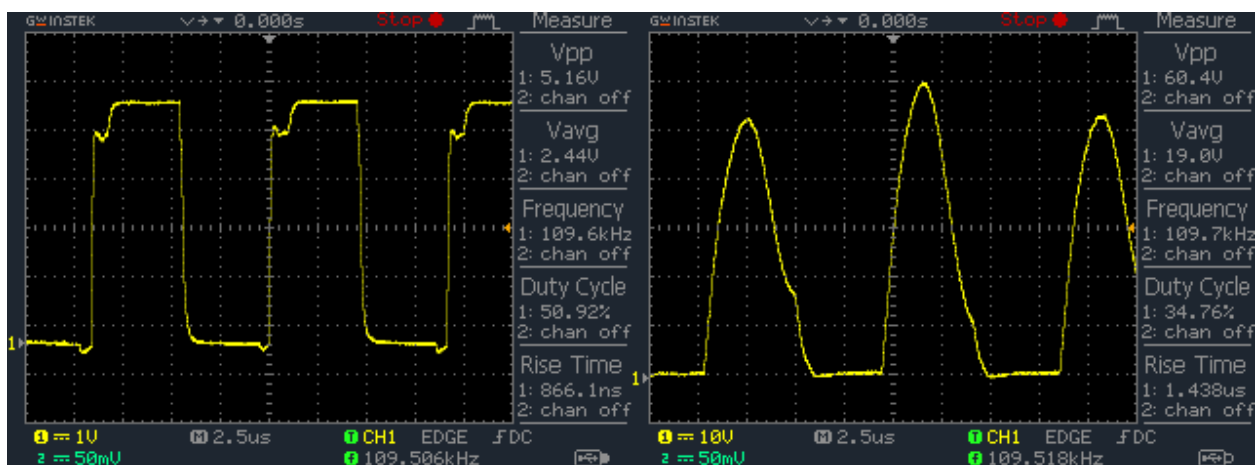 GWINSTEK 0.000s Stop Measure
Vpp
1: 5.16V
2: chan off
Vavg
1: 2.44V
2: chan off
Frequency
1: 109.6kHz
2: chan off
Duty Cycle
1: 50.92%
2: chan off
Rise Time
1: 866.1ns
2: chan off
1
1 1V M 2.5us T CH1 EDGE DC
2 50mV f 109.506kHz
GWINSTEK 0.000s Stop Measure
Vpp
1: 60.4V
2: chan off
Vavg
1: 19.0V
2: chan off
Frequency
1: 109.7kHz
2: chan off
Duty Cycle
1: 34.76%
2: chan off
Rise Time
1: 1.438us
2: chan off
1
1 10V M 2.5us T CH1 EDGE DC
2 50mV f 109.518kHz